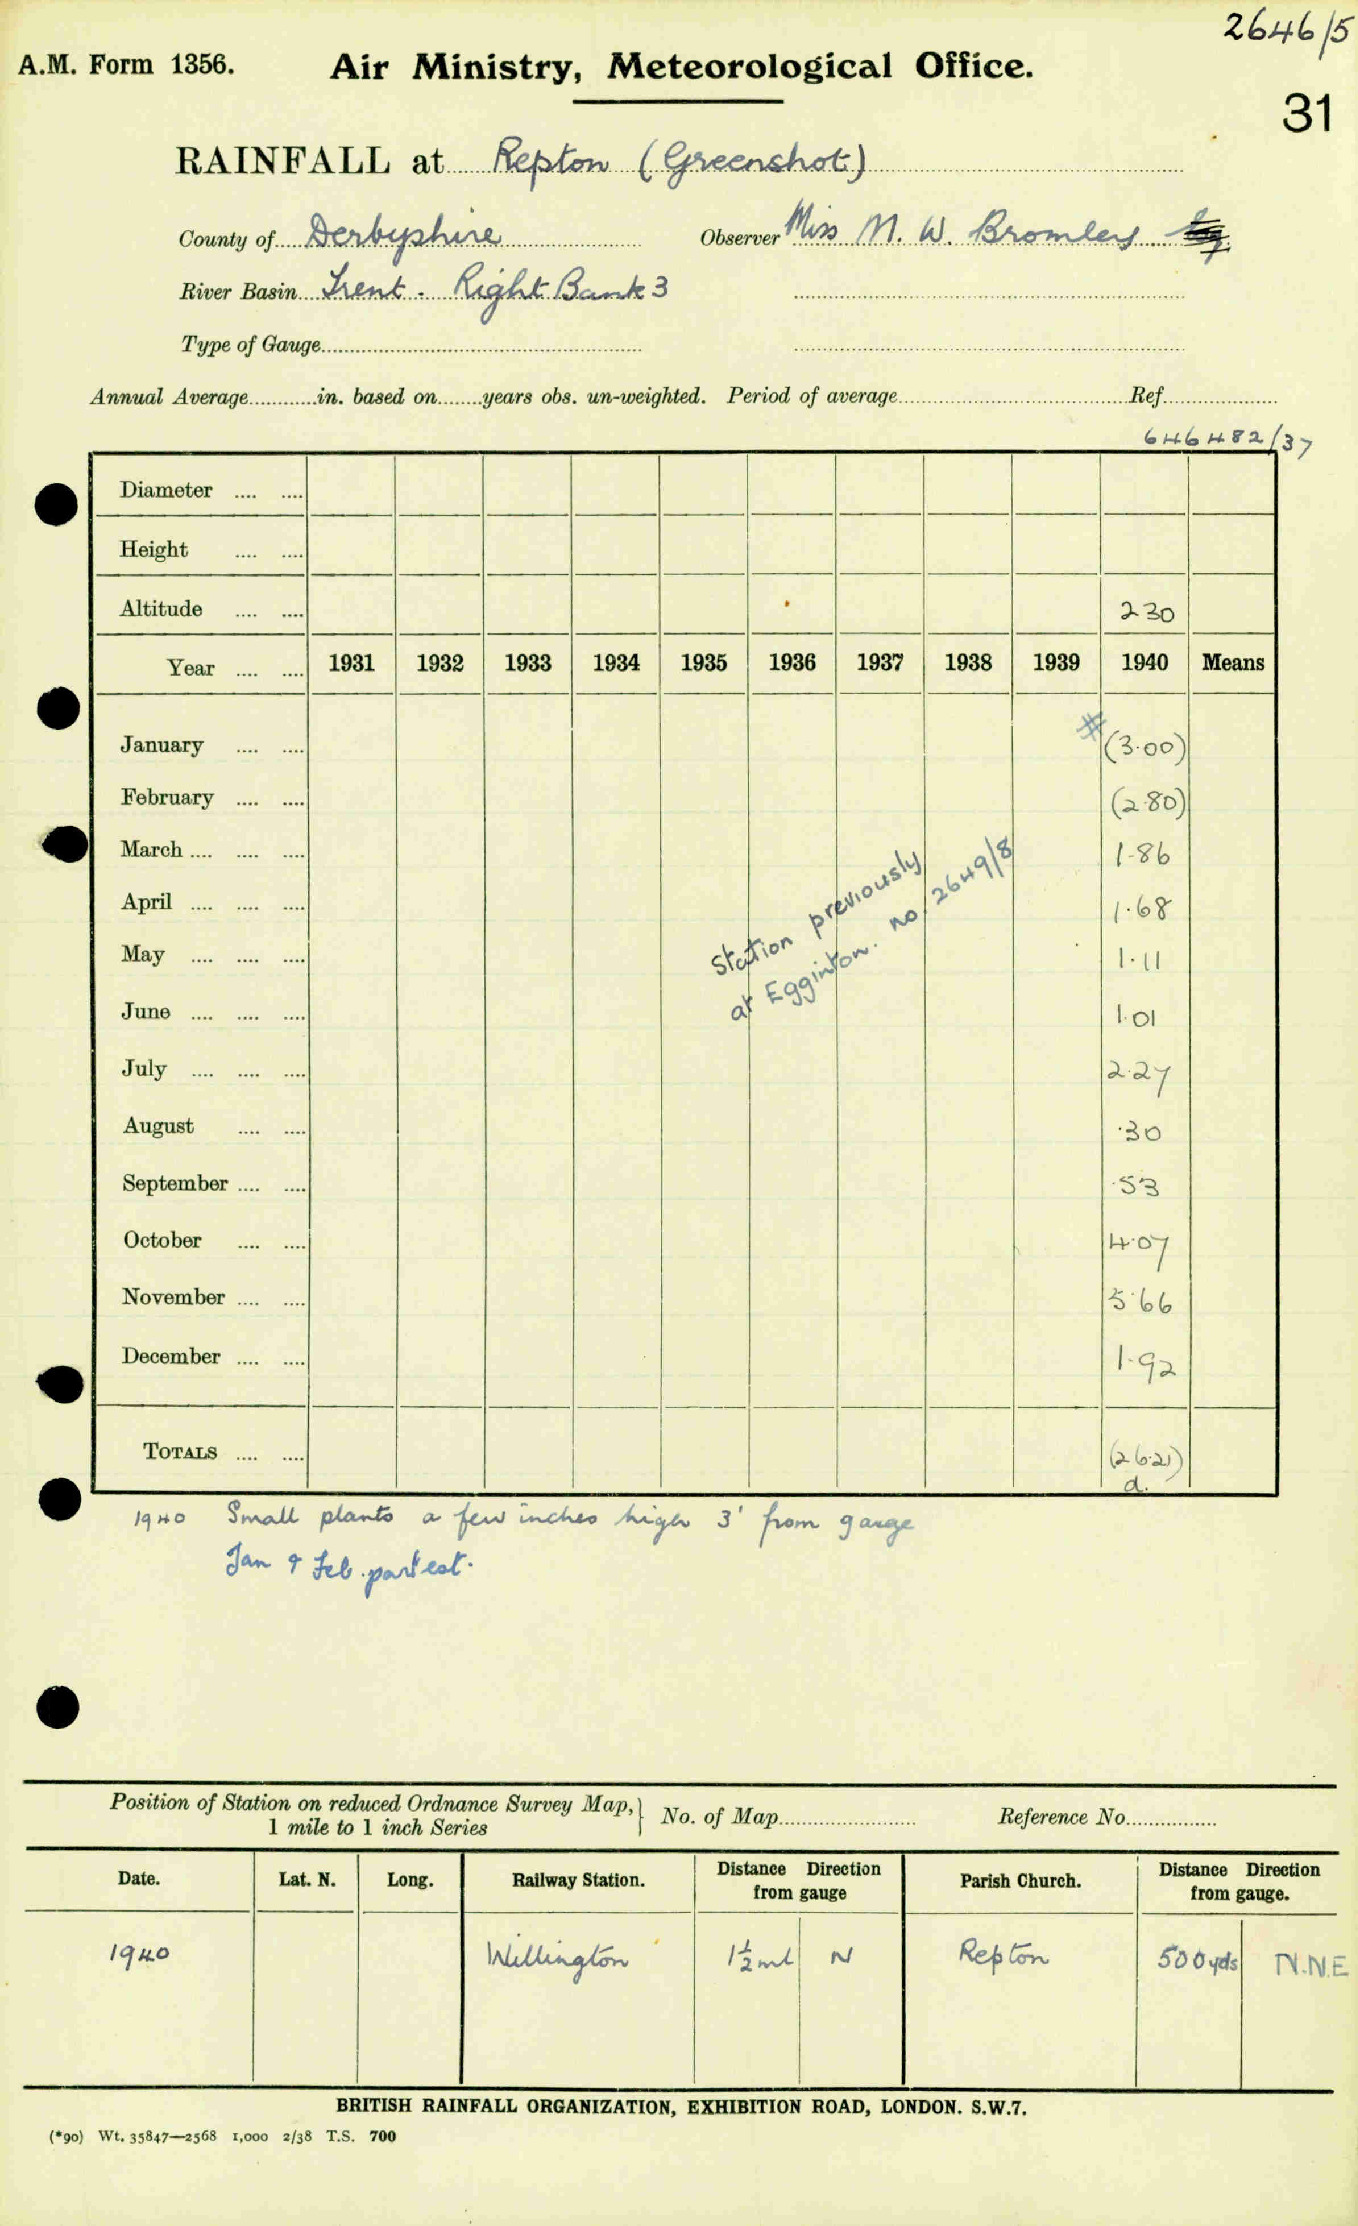 2646/5
A.M. Form 1356. Air Ministry, Meteorological Office.
31
RAINFALL at Repton (Greenshot)
County of Derbyshire Observer Miss M. W. Bromley
River Basin Trent - Right Bank 3
Type of Gauge
Annual Average in. based on years obs. un-weighted. Period of average Ref.
646482/37
Diameter
Height
Altitude 230
Year 1931 1932 1933 1934 1935 1936 1937 1938 1939 1940 Means
January # (3.00)
February (2.80)
March 1.86
April 1.68
May 1.11
June 1.01
July 2.27
August .30
September .53
October 4.07
November 5.66
December 1.92
Station previously
at Egginton. no. 2649/8
TOTALS (26.21)
d.
1940 Small plants a few inches high 3' from gauge
Jan & Feb. part est.
Position of Station on reduced Ordnance Survey Map, } No. of Map Reference No.
1 mile to 1 inch Series
Date. Lat. N. Long. Railway Station. Distance Direction from gauge Parish Church. Distance Direction from gauge.
1940 Willington 1½ ml N Repton 500 yds N.N.E
BRITISH RAINFALL ORGANIZATION, EXHIBITION ROAD, LONDON. S.W.7.
(*90) Wt. 35847—2568 1,000 2/38 T.S. 700